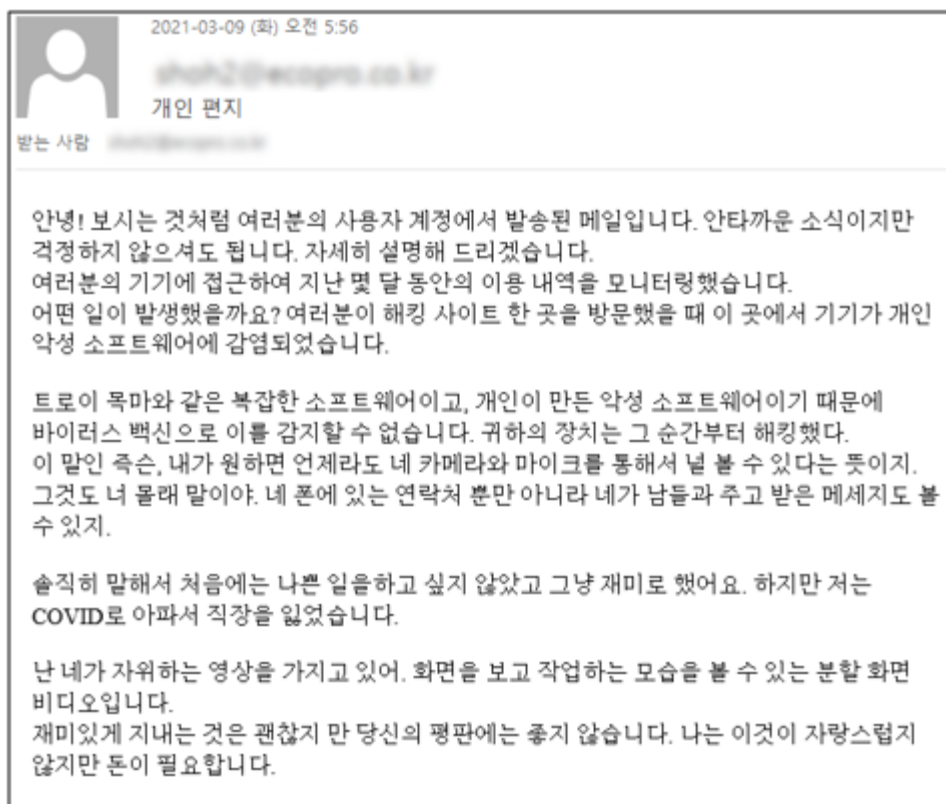 2021-03-09 (화) 오전 5:56
개인 편지
받는 사람
안녕! 보시는 것처럼 여러분의 사용자 계정에서 발송된 메일입니다. 안타까운 소식이지만
걱정하지 않으셔도 됩니다. 자세히 설명해 드리겠습니다.
여러분의 기기에 접근하여 지난 몇 달 동안의 이용 내역을 모니터링했습니다.
어떤 일이 발생했을까요? 여러분이 해킹 사이트 한 곳을 방문했을 때 이 곳에서 기기가 개인
악성 소프트웨어에 감염되었습니다.
트로이 목마와 같은 복잡한 소프트웨어이고, 개인이 만든 악성 소프트웨어이기 때문에
바이러스 백신으로 이를 감지할 수 없습니다. 귀하의 장치는 그 순간부터 해킹했다.
이 말인 즉슨, 내가 원하면 언제라도 네 카메라와 마이크를 통해서 널 볼 수 있다는 뜻이지.
그것도 너 몰래 말이야. 네 폰에 있는 연락처 뿐만 아니라 네가 남들과 주고 받은 메세지도 볼
수 있지.
솔직히 말해서 처음에는 나쁜 일을하고 싶지 않았고 그냥 재미로 했어요. 하지만 저는
COVID로 아파서 직장을 잃었습니다.
난 네가 자위하는 영상을 가지고 있어. 화면을 보고 작업하는 모습을 볼 수 있는 분할 화면
비디오입니다.
재미있게 지내는 것은 괜찮지 만 당신의 평판에는 좋지 않습니다. 나는 이것이 자랑스럽지
않지만 돈이 필요합니다.